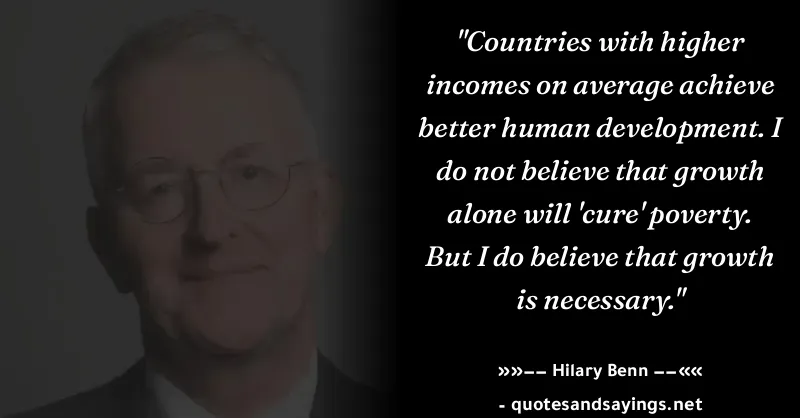 "Countries with higher
incomes on average achieve
better human development. I
do not believe that growth
alone will 'cure' poverty.
But I do believe that growth
is necessary."
»»−− Hilary Benn −−««
- quotesandsayings.net